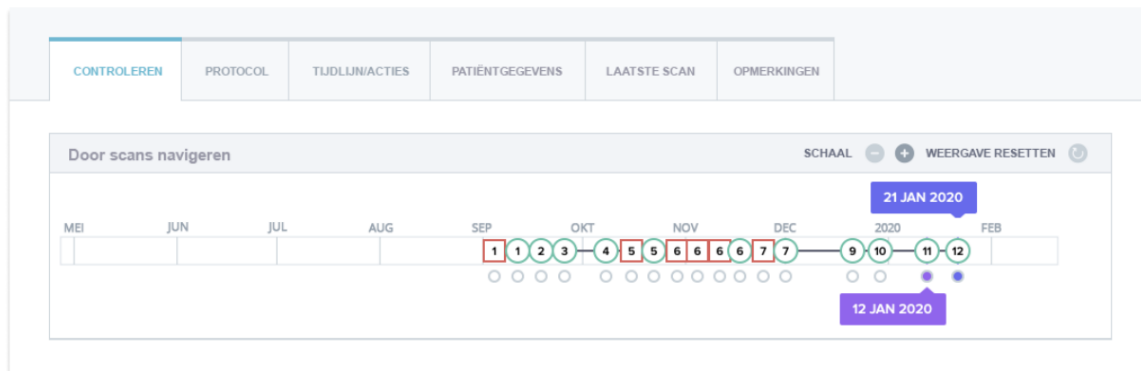 CONTROLEREN PROTOCOL TIJDLIJN/ACTIES PATIËNTGEGEVENS LAATSTE SCAN OPMERKINGEN
Door scans navigeren SCHAAL − + WEERGAVE RESETTEN
21 JAN 2020
MEI JUN JUL AUG SEP OKT NOV DEC 2020 FEB
1 1 2 3 4 5 5 6 6 6 6 7 7 9 10 11 12
12 JAN 2020